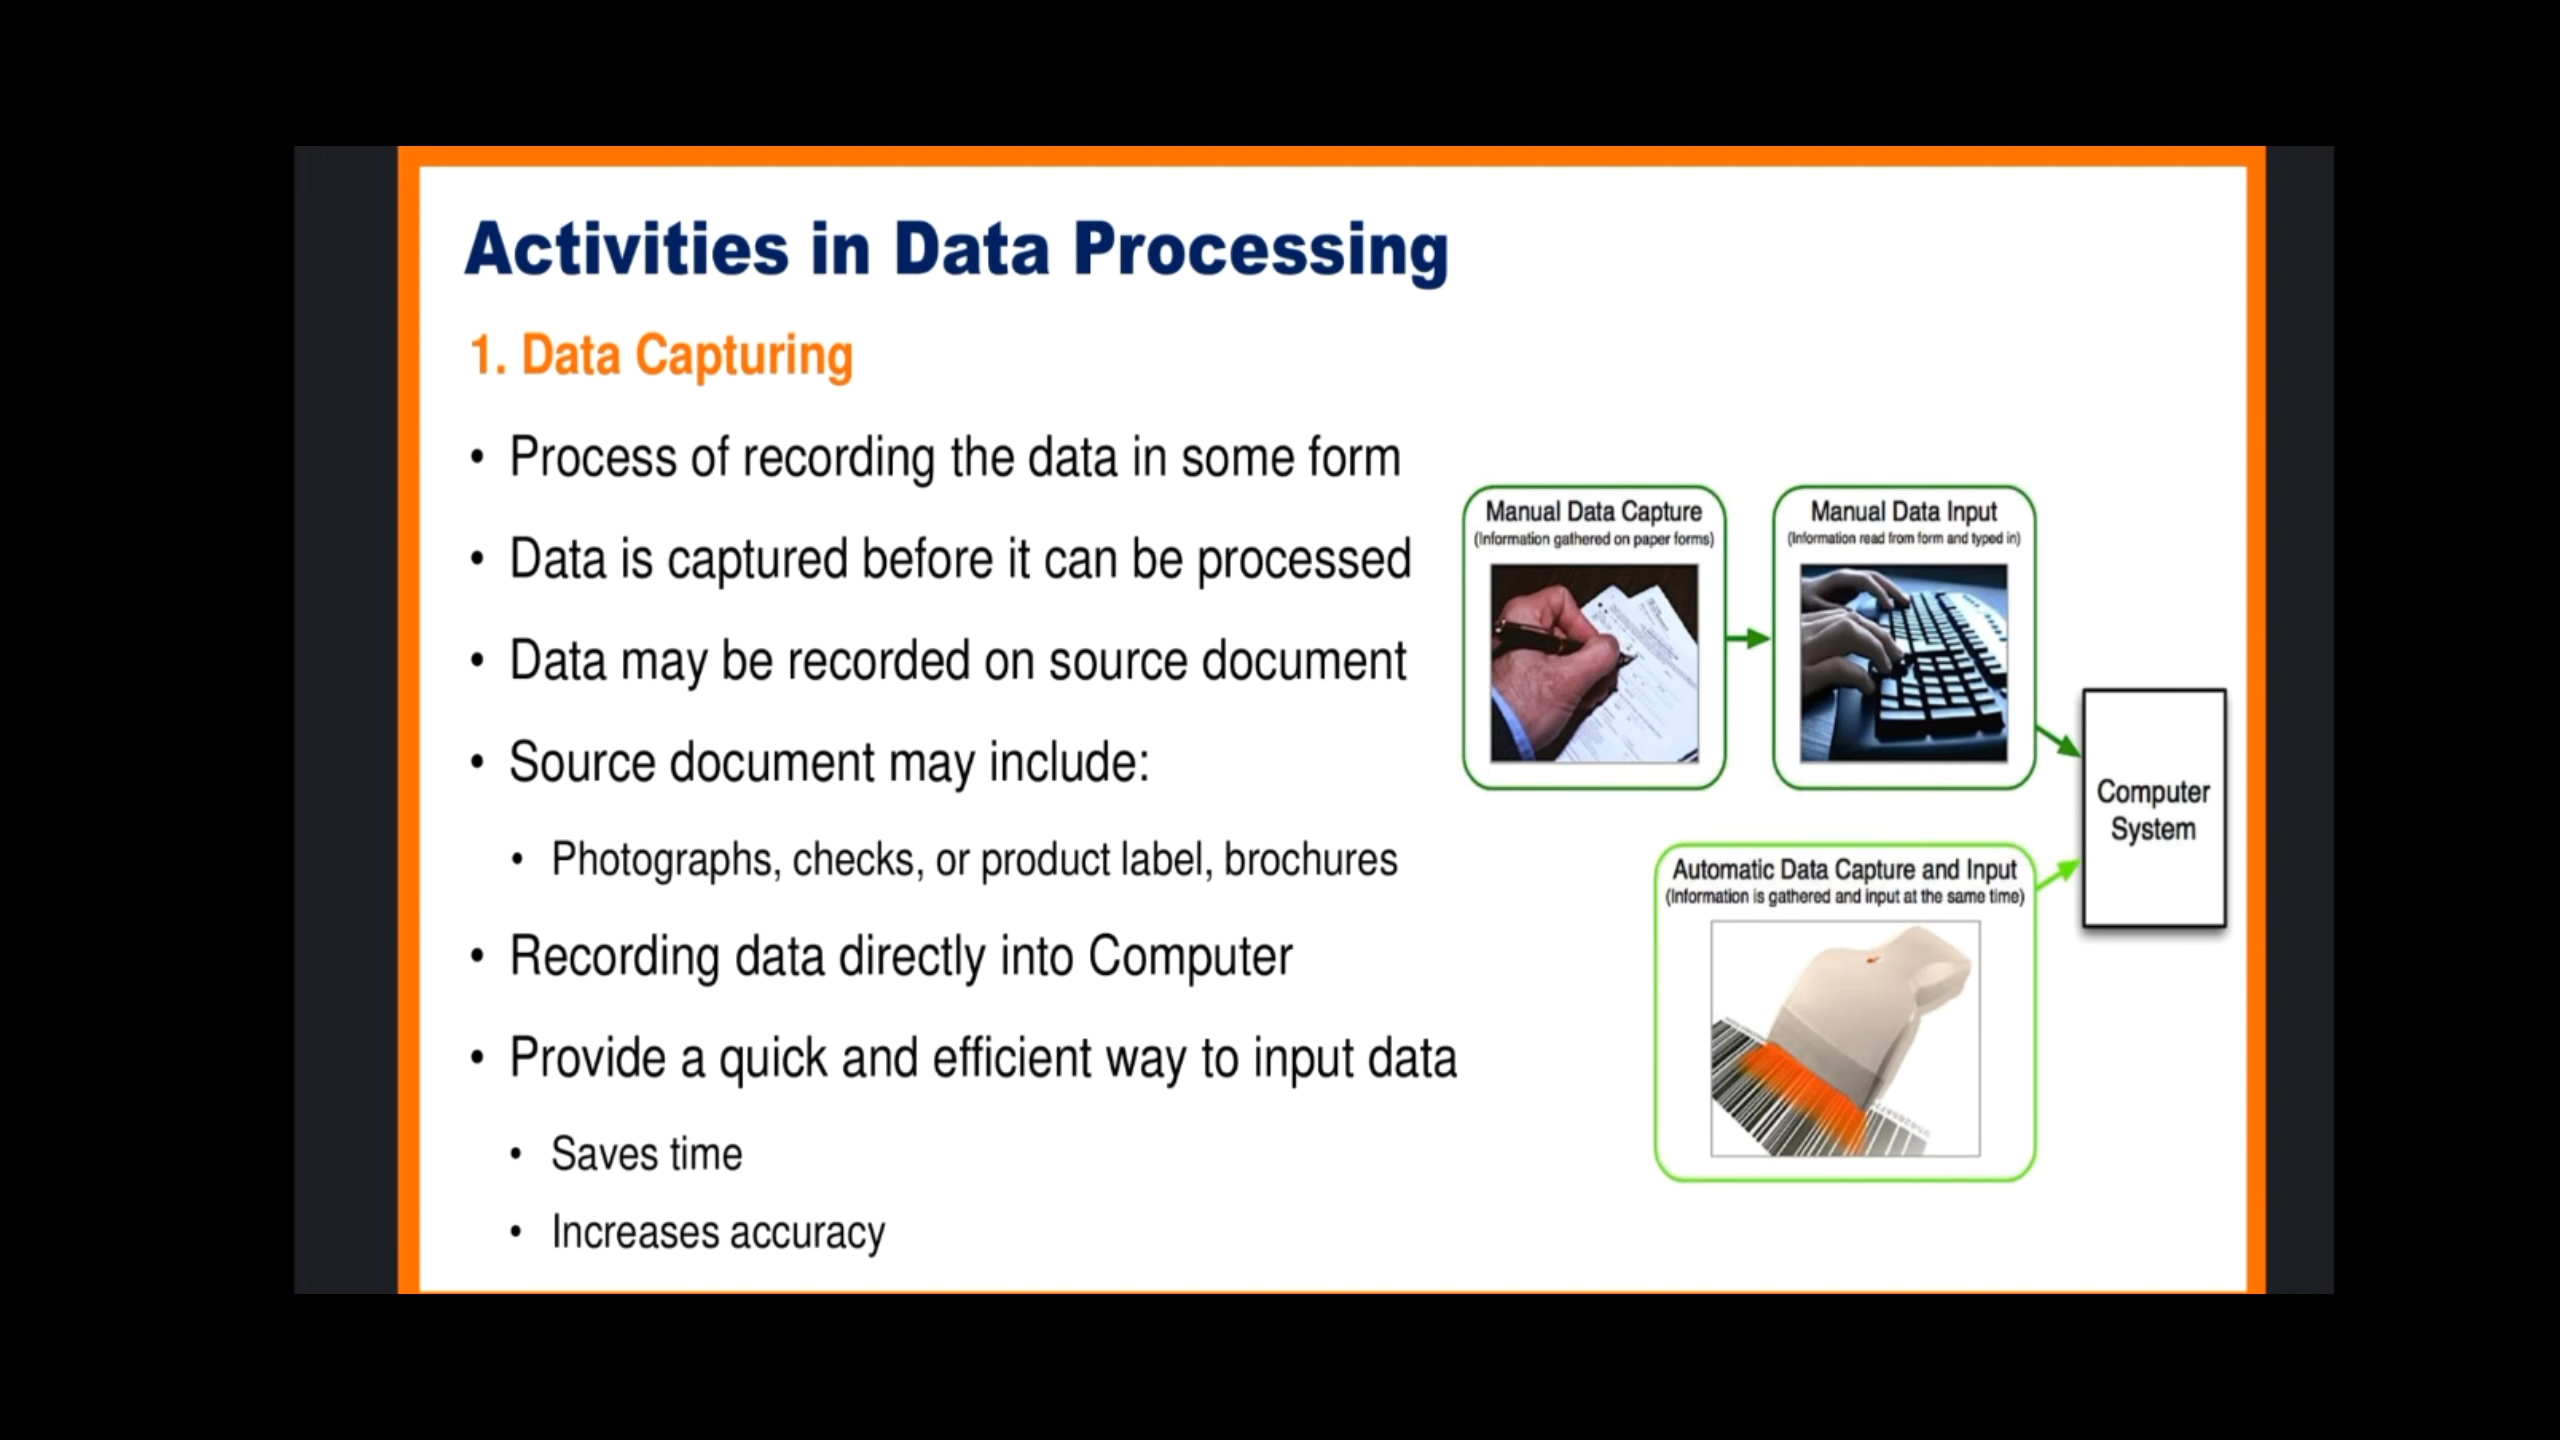 Activities in Data Processing
1. Data Capturing
• Process of recording the data in some form
• Data is captured before it can be processed
• Data may be recorded on source document
• Source document may include:
• Photographs, checks, or product label, brochures
• Recording data directly into Computer
• Provide a quick and efficient way to input data
• Saves time
• Increases accuracy
Manual Data Capture
(Information gathered on paper forms)
Manual Data Input
(Information read from form and typed in)
Computer
System
Automatic Data Capture and Input
(Information is gathered and input at the same time)